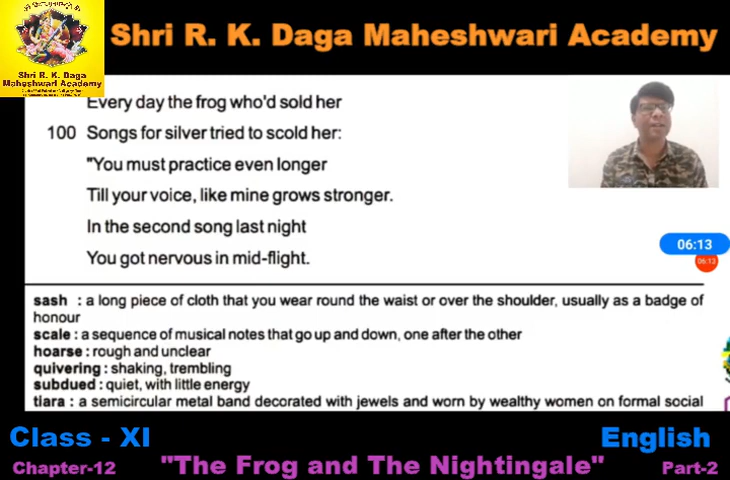 Shri R. K. Daga Maheshwari Academy
Shri R. K. Daga
Maheshwari Academy
Every day the frog who'd sold her
100 Songs for silver tried to scold her:
"You must practice even longer
Till your voice, like mine grows stronger.
In the second song last night
You got nervous in mid-flight.
06:13
06:13
sash : a long piece of cloth that you wear round the waist or over the shoulder, usually as a badge of
honour
scale : a sequence of musical notes that go up and down, one after the other
hoarse : rough and unclear
quivering : shaking, trembling
subdued : quiet, with little energy
tiara : a semicircular metal band decorated with jewels and worn by wealthy women on formal social
Class - XI
English
Chapter-12
"The Frog and The Nightingale"
Part-2